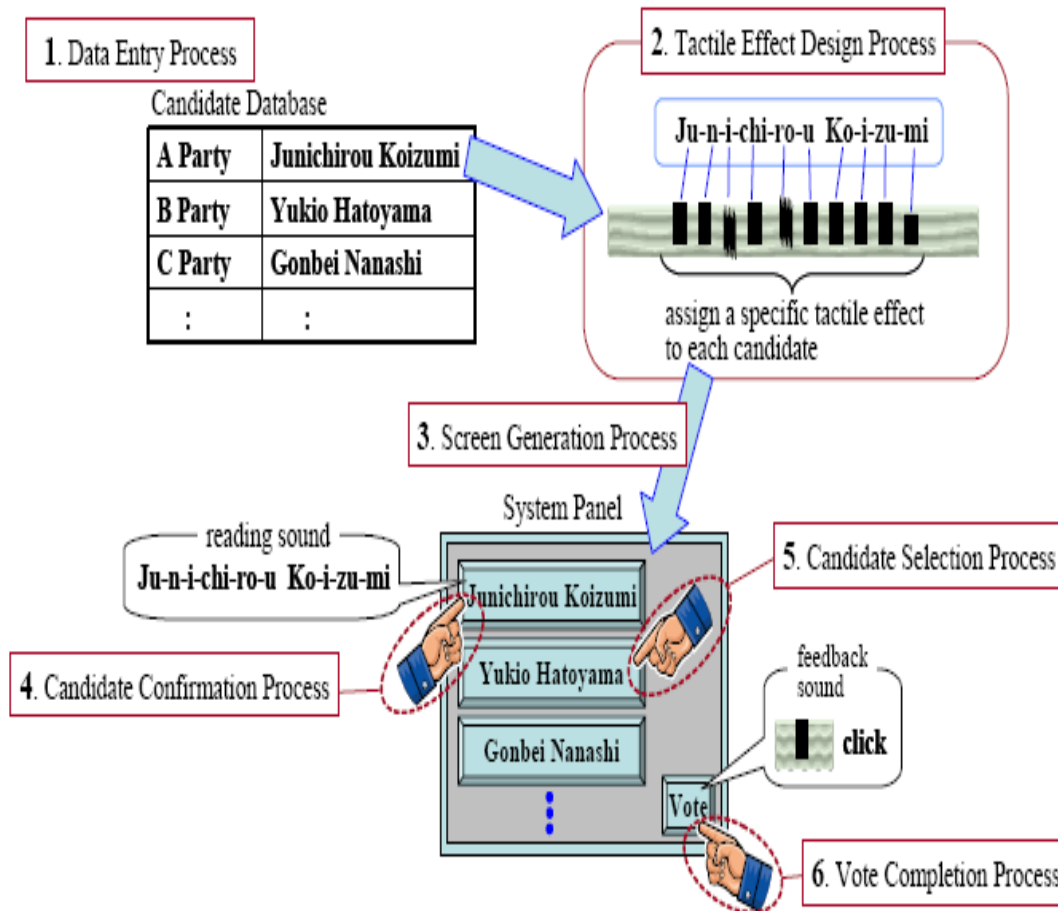 1. Data Entry Process
Candidate Database
A Party Junichirou Koizumi
B Party Yukio Hatoyama
C Party Gonbei Nanashi
: :
2. Tactile Effect Design Process
Ju-n-i-chi-ro-u Ko-i-zu-mi
assign a specific tactile effect
to each candidate
3. Screen Generation Process
System Panel
reading sound
Ju-n-i-chi-ro-u Ko-i-zu-mi
Junichirou Koizumi
5. Candidate Selection Process
4. Candidate Confirmation Process
Yukio Hatoyama
Gonbei Nanashi
feedback
sound
click
Vote
6. Vote Completion Process